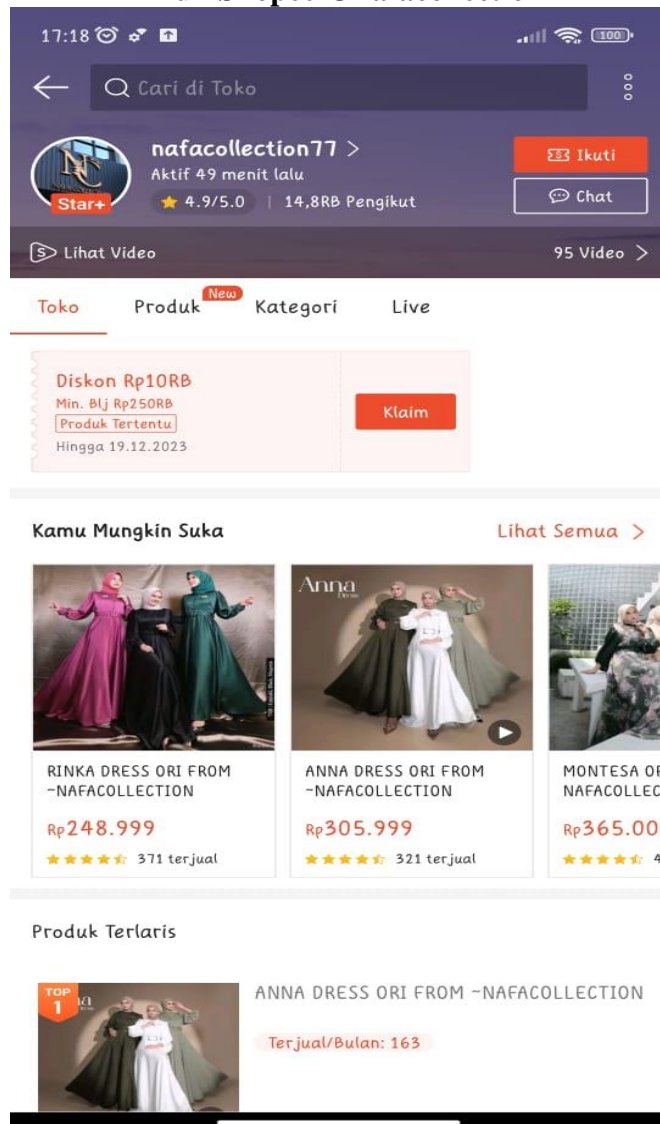 17:18
100
Cari di Toko
nafacollection77 >
Aktif 49 menit lalu
4.9/5.0 | 14,8RB Pengikut
Ikuti
Chat
NC
Star+
Lihat Video
95 Video >
Toko
Produk
New
Kategori
Live
Diskon Rp10RB
Min. Blj Rp250RB
Produk Tertentu
Hingga 19.12.2023
Klaim
Kamu Mungkin Suka
Lihat Semua >
Anna
Dress
RINKA DRESS ORI FROM
~NAFACOLLECTION
Rp248.999
371 terjual
ANNA DRESS ORI FROM
~NAFACOLLECTION
Rp305.999
321 terjual
MONTESA
NAFACOLLEC
Rp365.00
4
Produk Terlaris
TOP
1
ANNA DRESS ORI FROM ~NAFACOLLECTION
Terjual/Bulan: 163